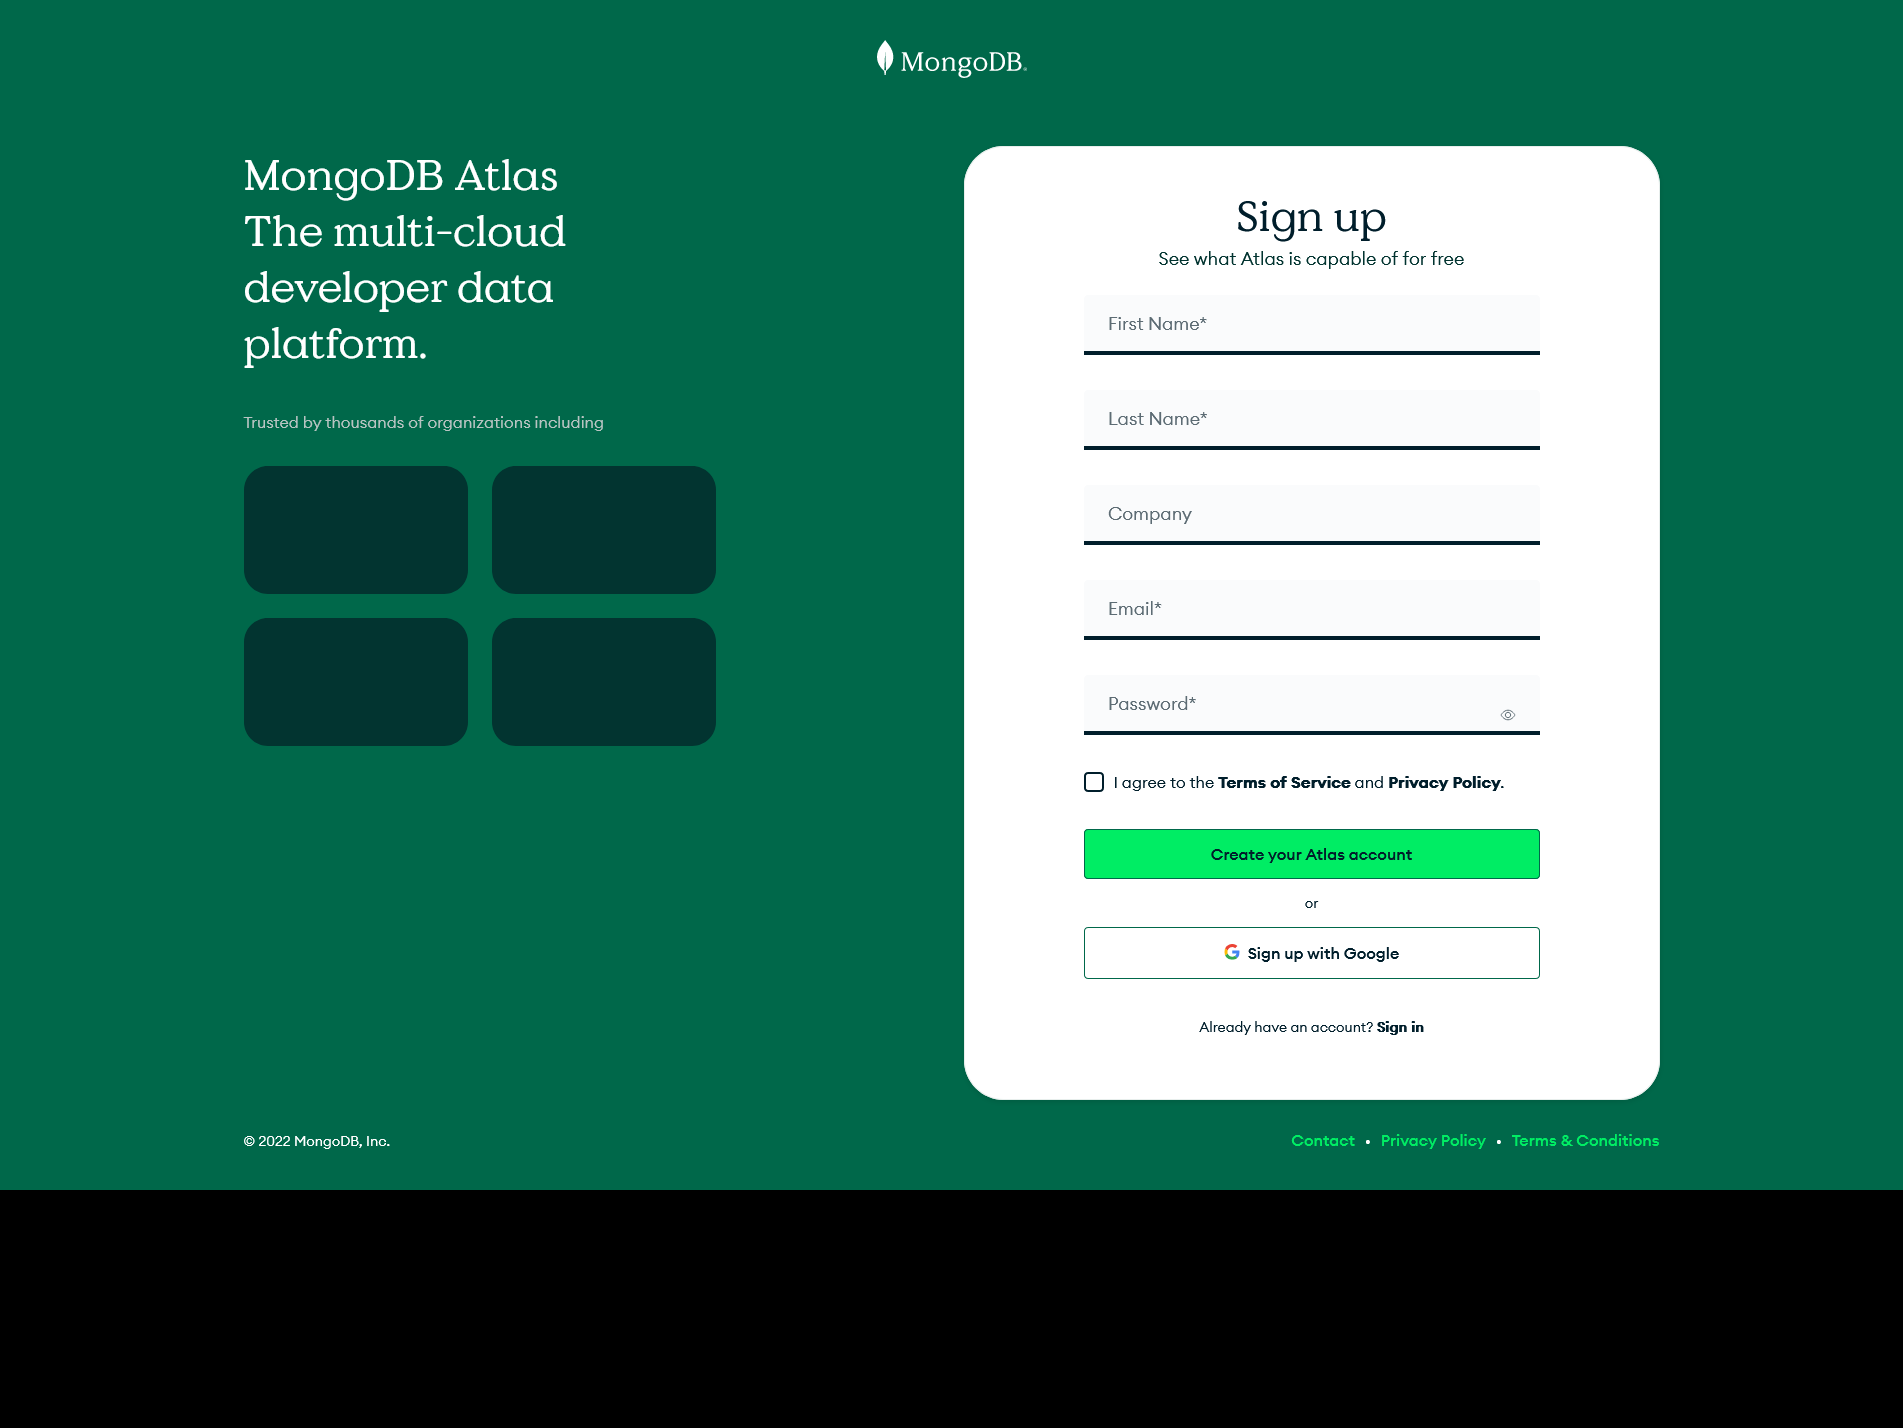 MongoDB.
MongoDB Atlas
The multi-cloud
developer data
platform.
Trusted by thousands of organizations including
Sign up
See what Atlas is capable of for free
First Name*
Last Name*
Company
Email*
Password*
I agree to the Terms of Service and Privacy Policy.
Create your Atlas account
or
Sign up with Google
Already have an account? Sign in
© 2022 MongoDB, Inc.
Contact • Privacy Policy • Terms & Conditions